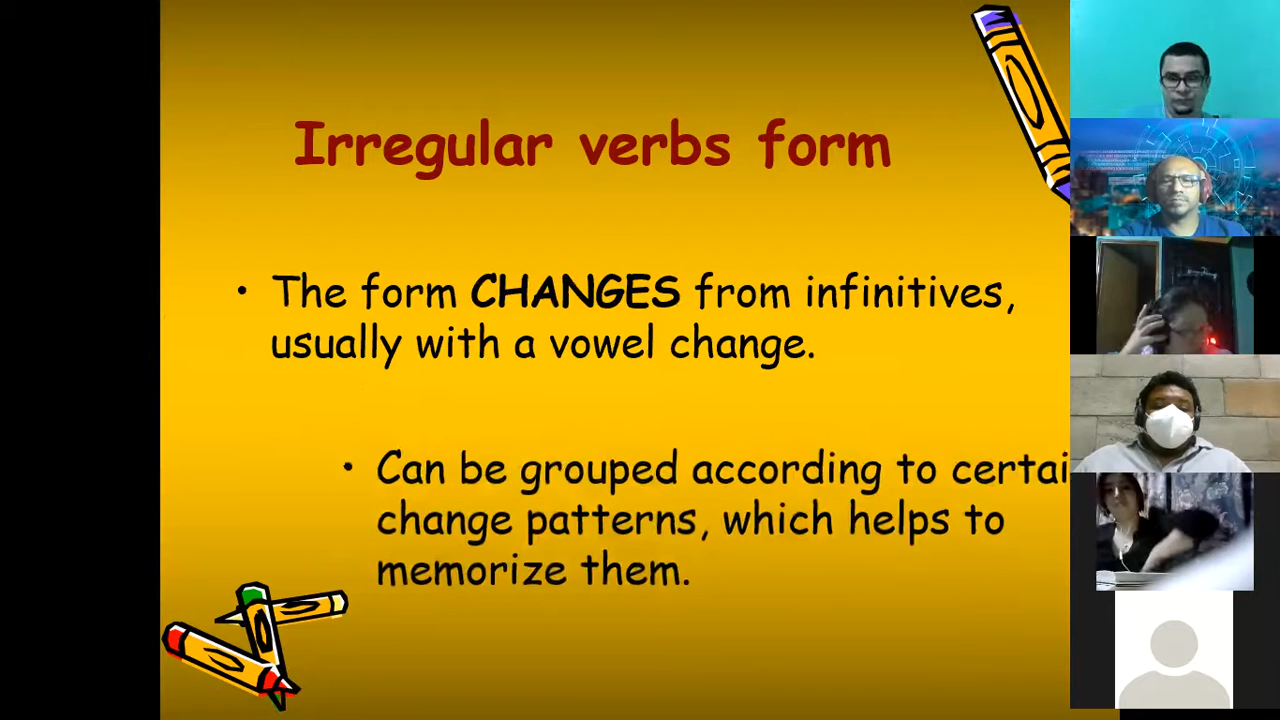 Irregular verbs form
• The form CHANGES from infinitives,
usually with a vowel change.
• Can be grouped according to certai
change patterns, which helps to
memorize them.